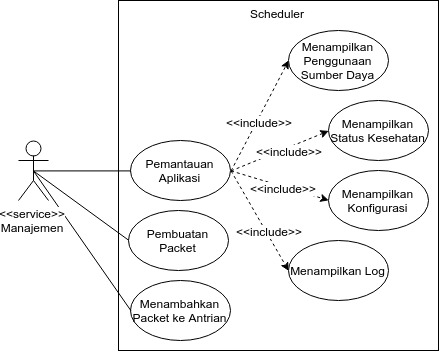 Scheduler
Menampilkan
Penggunaan
Sumber Daya
<<include>>
Menampilkan
Status Kesehatan
<<include>>
Pemantauan
Aplikasi
<<include>>
Menampilkan
Konfigurasi
<<service>>
Manajemen
Pembuatan
Packet
<<include>>
Menampilkan Log
Menambahkan
Packet ke Antrian